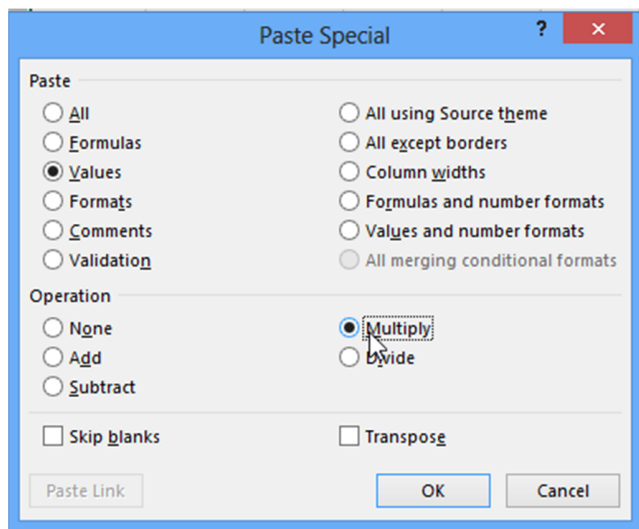 Paste Special ?
Paste
All All using Source theme
Formulas All except borders
Values Column widths
Formats Formulas and number formats
Comments Values and number formats
Validation All merging conditional formats
Operation
None Multiply
Add Divide
Subtract
Skip blanks Transpose
Paste Link OK Cancel